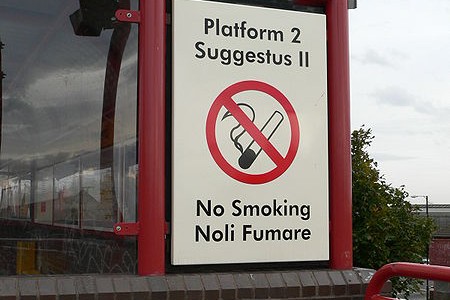 Platform 2
Suggestus II
No Smoking
Noli Fumare